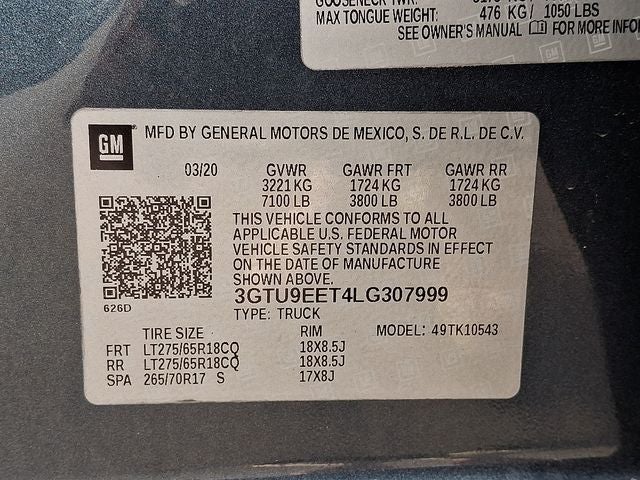 MAX TONGUE WEIGHT: 476 KG/ 1050 LBS
SEE OWNER'S MANUAL FOR MORE
GM
MFD BY GENERAL MOTORS DE MEXICO, S. DE R.L. DE C.V.
03/20 GVWR GAWR FRT GAWR RR
3221 KG 1724 KG 1724 KG
7100 LB 3800 LB 3800 LB
THIS VEHICLE CONFORMS TO ALL
APPLICABLE U.S. FEDERAL MOTOR
VEHICLE SAFETY STANDARDS IN EFFECT
ON THE DATE OF MANUFACTURE
SHOWN ABOVE.
626D
3GTU9EET4LG307999
TYPE: TRUCK
TIRE SIZE RIM MODEL: 49TK10543
FRT LT275/65R18CQ 18X8.5J
RR LT275/65R18CQ 18X8.5J
SPA 265/70R17 S 17X8J